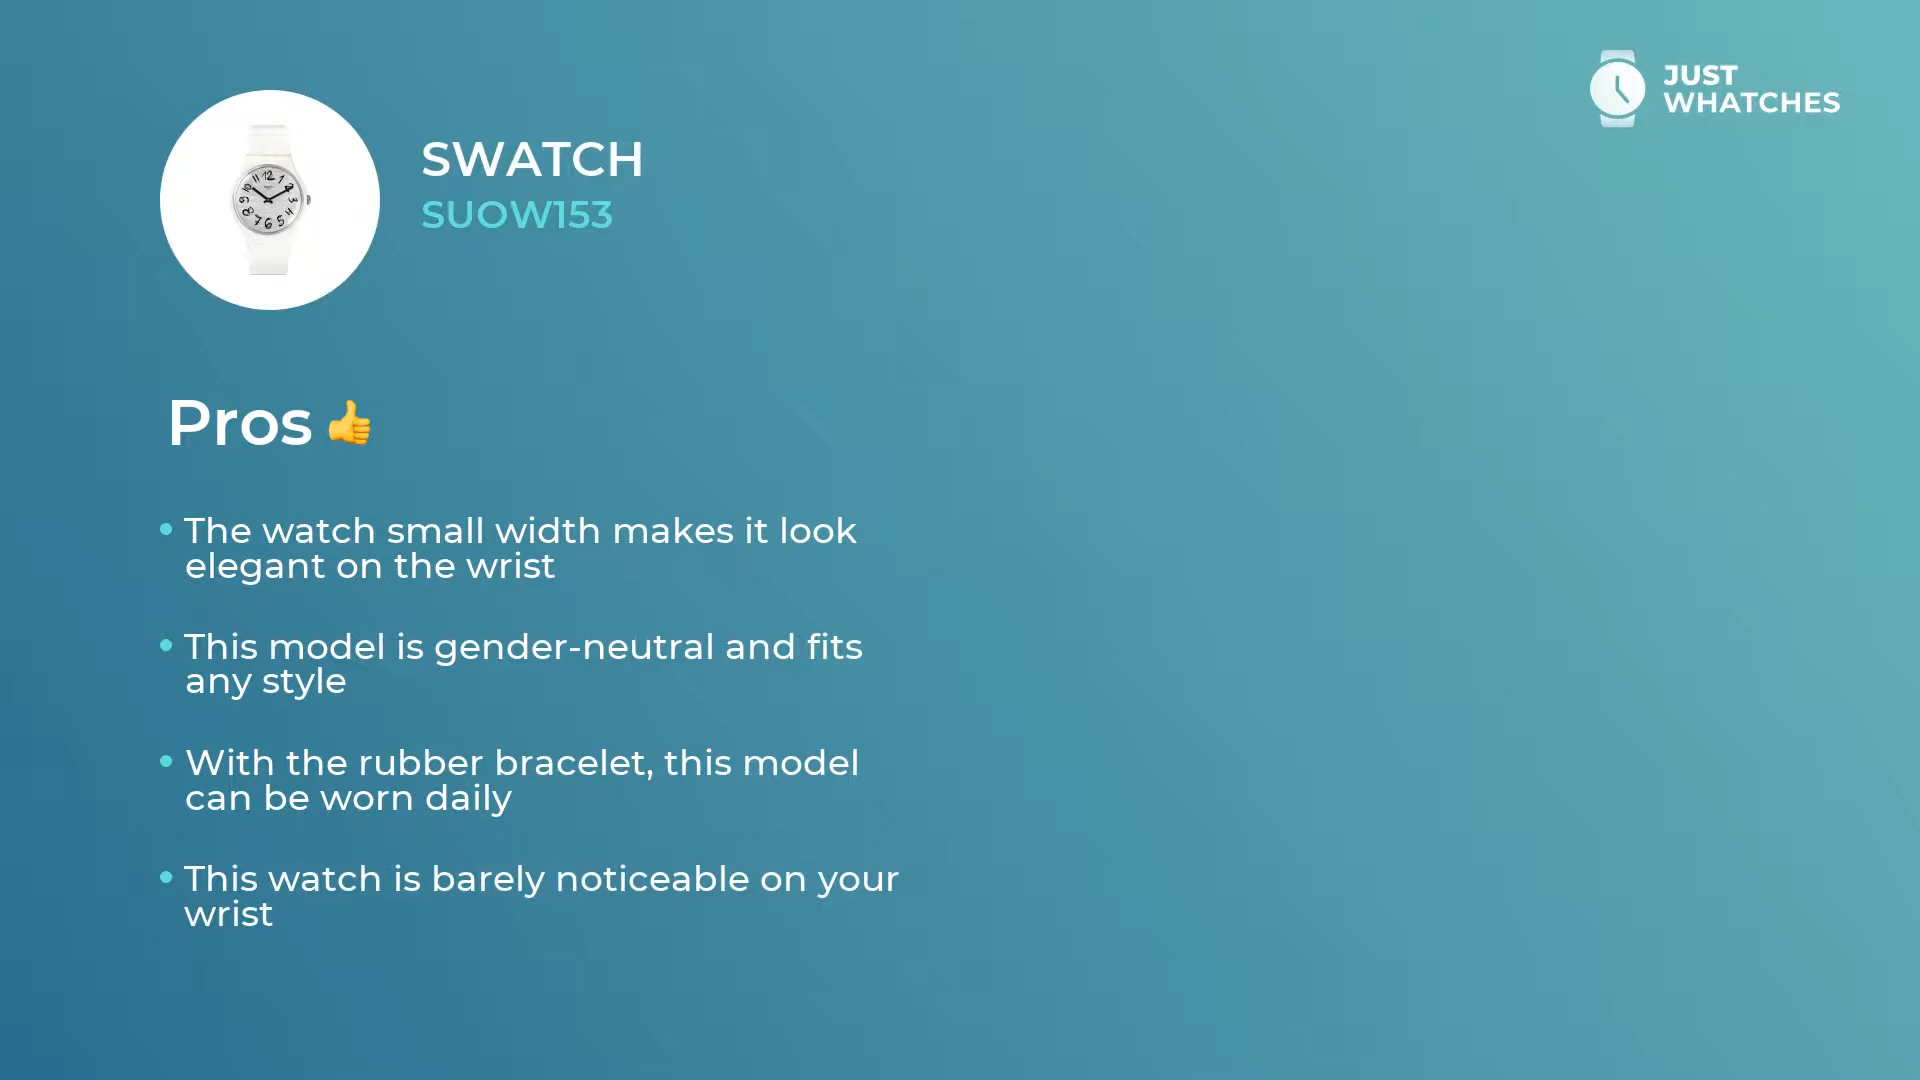 JUST
WHATCHES
SWATCH
SUOW153
Pros
The watch small width makes it look
elegant on the wrist
This model is gender-neutral and fits
any style
With the rubber bracelet, this model
can be worn daily
This watch is barely noticeable on your
wrist